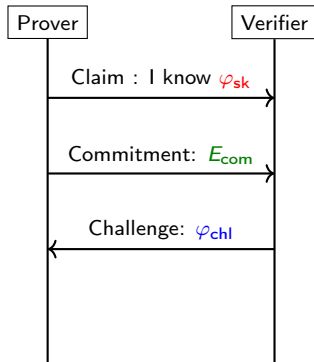 Prover Verifier
Claim : I know φsk
Commitment: Ecom
Challenge: φchl